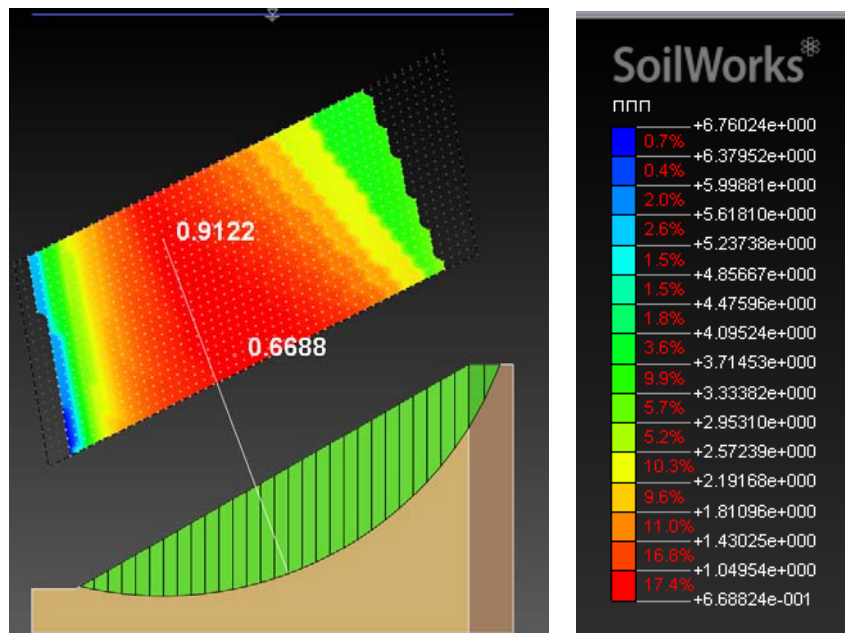 0.9122
0.6688
SoilWorks
ппп
+6.76024e+000
0.7%
+6.37952e+000
0.4%
+5.99881e+000
2.0%
+5.61810e+000
2.6%
+5.23738e+000
1.5%
+4.85667e+000
1.5%
+4.47596e+000
1.8%
+4.09524e+000
3.6%
+3.71453e+000
9.9%
+3.33382e+000
5.7%
+2.95310e+000
5.2%
+2.57239e+000
10.3%
+2.19168e+000
9.6%
+1.81096e+000
11.0%
+1.43025e+000
16.8%
+1.04954e+000
17.4%
+6.68824e-001